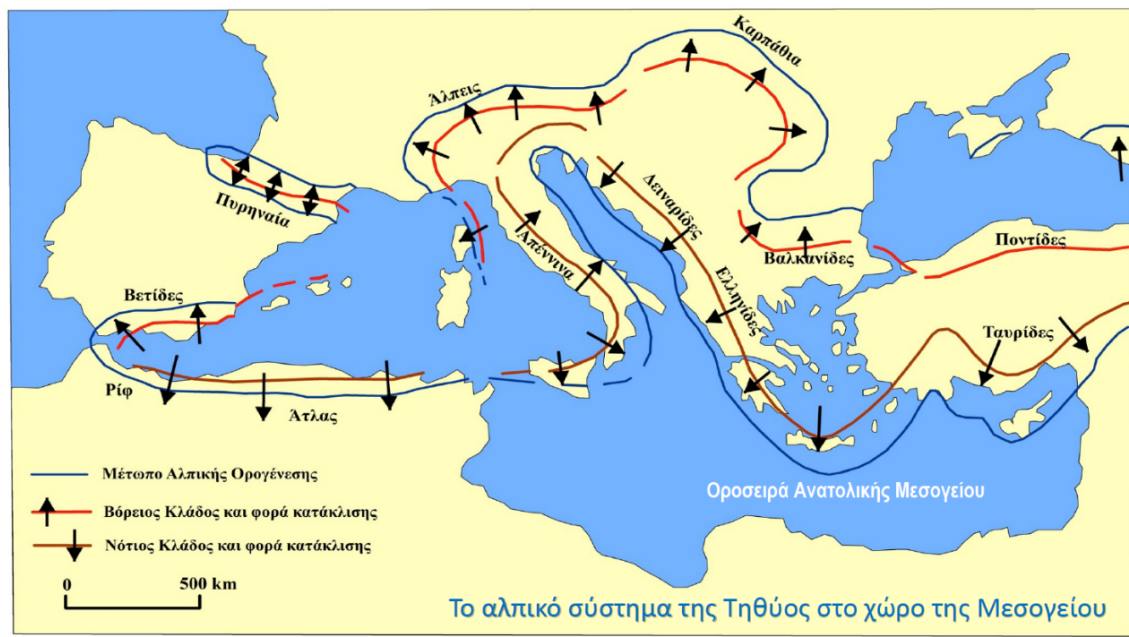 Καρπάθια
Άλπεις
Πυρηναία
Δειναρίδες
Απέννινα
Βαλκανίδες
Ποντίδες
Βετίδες
Ελληνίδες
Ταυρίδες
Ρίφ
Άτλας
Μέτωπο Αλπικής Ορογένεσης
Οροσειρά Ανατολικής Μεσογείου
Βόρειος Κλάδος και φορά κατάκλισης
Νότιος Κλάδος και φορά κατάκλισης
0 500 km
Το αλπικό σύστημα της Τηθύος στο χώρο της Μεσογείου